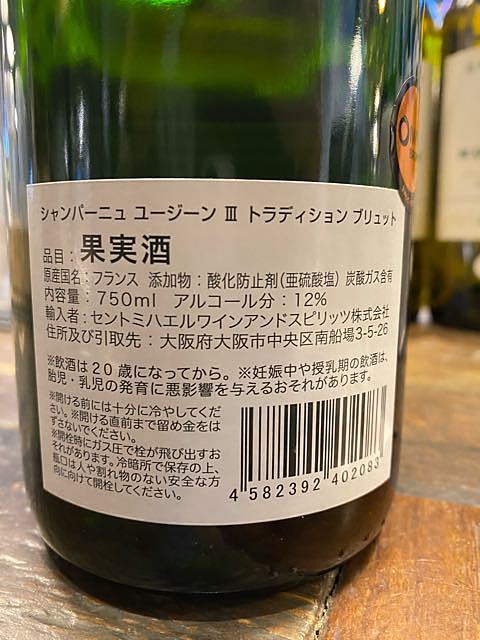 シャンパーニュ ユージーン Ⅲ トラディション ブリュット
品目：果実酒
原産国名：フランス 添加物：酸化防止剤(亜硫酸塩) 炭酸ガス含有
内容量：750ml アルコール分：12%
輸入者：セントミハエルワインアンドスピリッツ株式会社
住所及び引取先：大阪府大阪市中央区南船場3-5-26
※飲酒は20歳になってから。※妊娠中や授乳期の飲酒は、
胎児・乳児の発育に悪影響を与えるおそれがあります。
※開ける前には十分に冷やしてくだ
さい。※開ける直前まで留め金をは
ずさないでください。
※開栓時にガス圧で栓が飛び出すお
それがあります。冷暗所で保存の上、
瓶口は人や割れ物のない安全な方
向に向けて開栓してください。
4 582392 402083